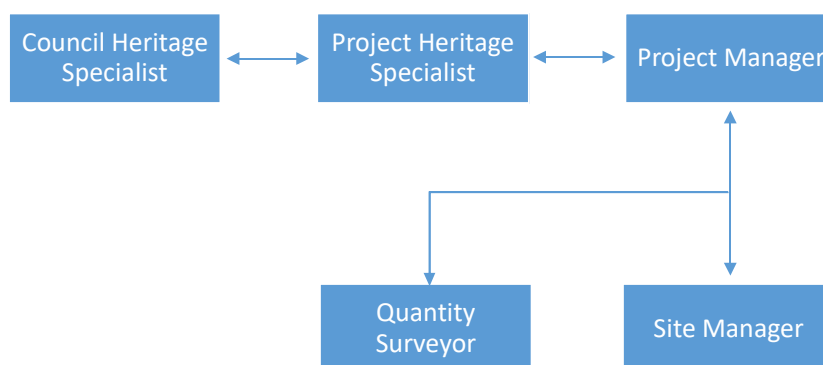 Council Heritage
Specialist
Project Heritage
Specialist
Project Manager
Quantity
Surveyor
Site Manager